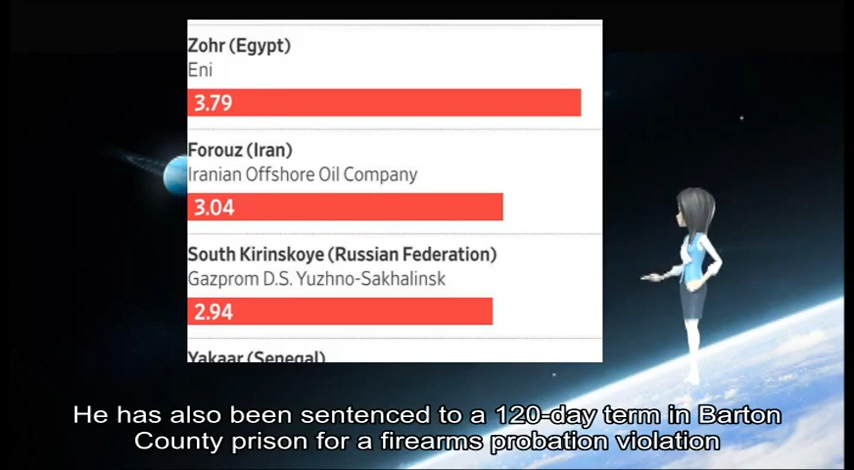 Zohr (Egypt)
Eni
3.79
Forouz (Iran)
Iranian Offshore Oil Company
3.04
South Kirinskoye (Russian Federation)
Gazprom D.S. Yuzhno-Sakhalinsk
2.94
Yakaar (Senegal)
He has also been sentenced to a 120-day term in Barton
County prison for a firearms probation violation